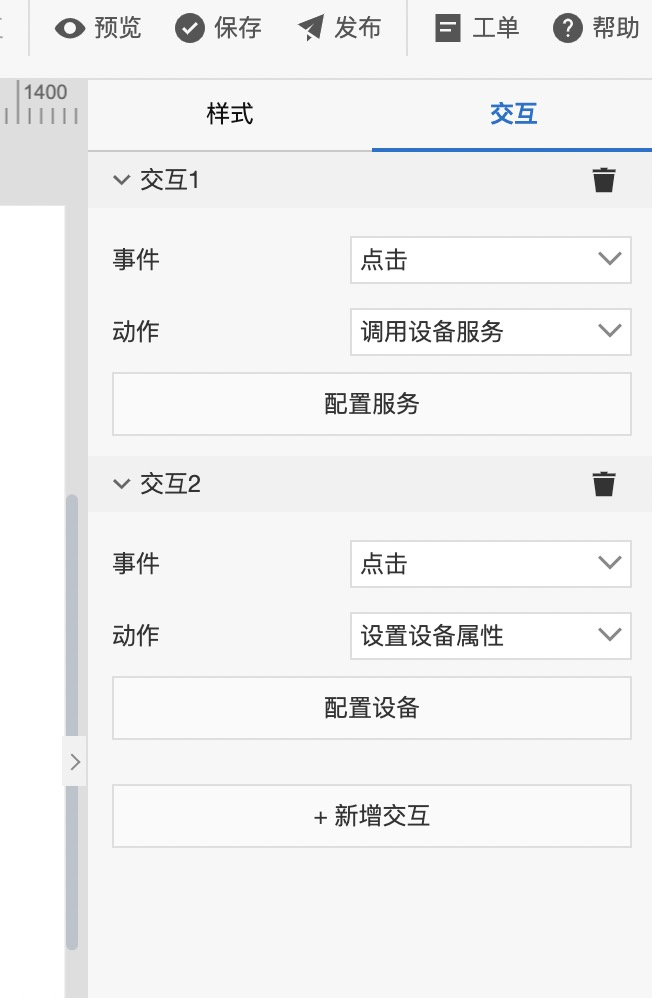 预览 保存 发布 工单 帮助
1400
样式 交互
交互1
事件 点击
动作 调用设备服务
配置服务
交互2
事件 点击
动作 设置设备属性
配置设备
+ 新增交互